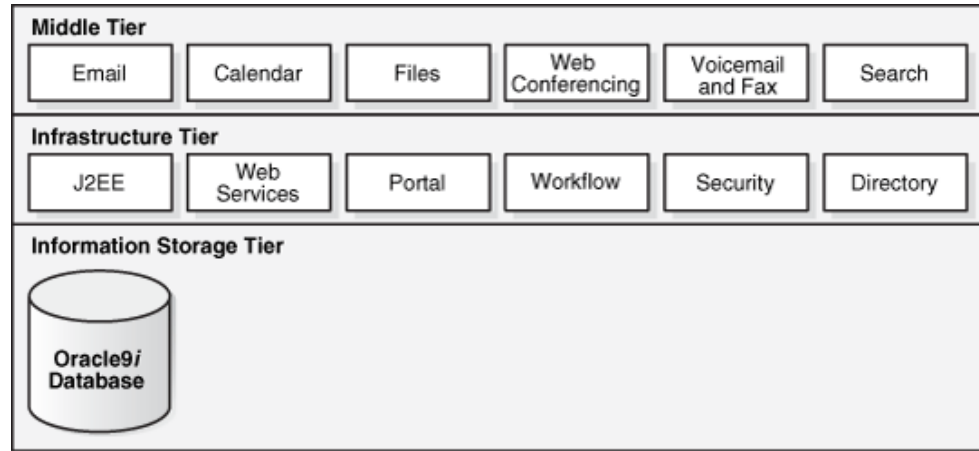 Middle Tier
Email
Calendar
Files
Web
Conferencing
Voicemail
and Fax
Search
Infrastructure Tier
J2EE
Web
Services
Portal
Workflow
Security
Directory
Information Storage Tier
Oracle9i
Database